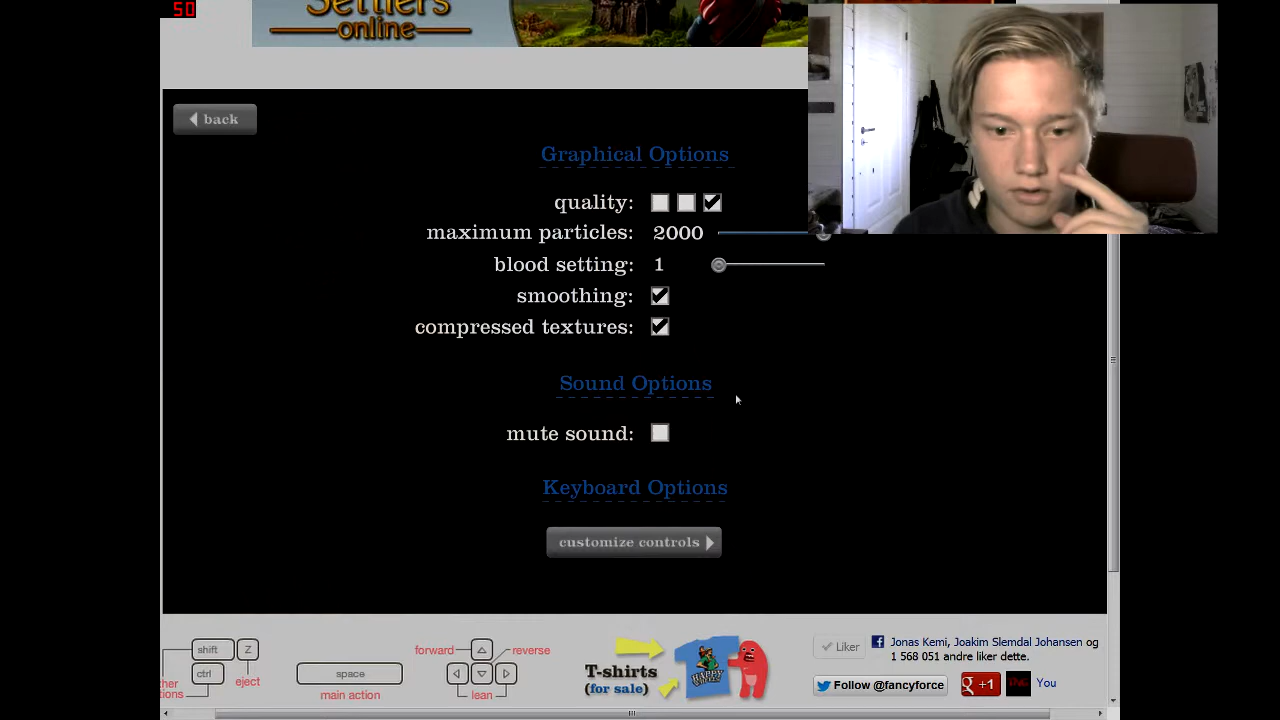 50
Settlers
online
back
Graphical Options
quality:
maximum particles: 2000
blood setting: 1
smoothing:
compressed textures:
Sound Options
mute sound:
Keyboard Options
customize controls
shift Z
ctrl eject
space
main action
forward reverse
lean
T-shirts
(for sale)
HAPPY WHEELS
Liker
Jonas Kemi, Joakim Slemdal Johansen og
1 568 051 andre liker dette.
Follow @fancyforce
g +1
You